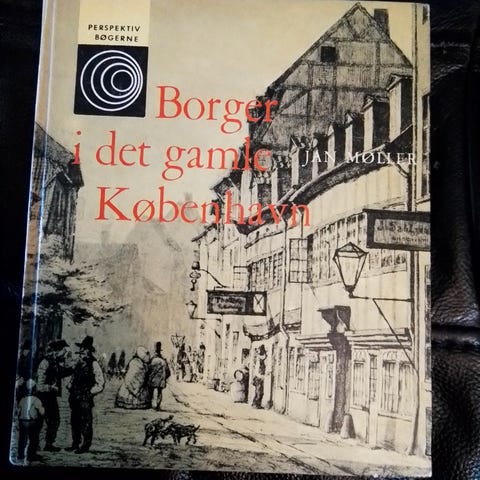 PERSPEKTIV
BØGERNE
Borger
i det gamle
JAN MØLLER
København